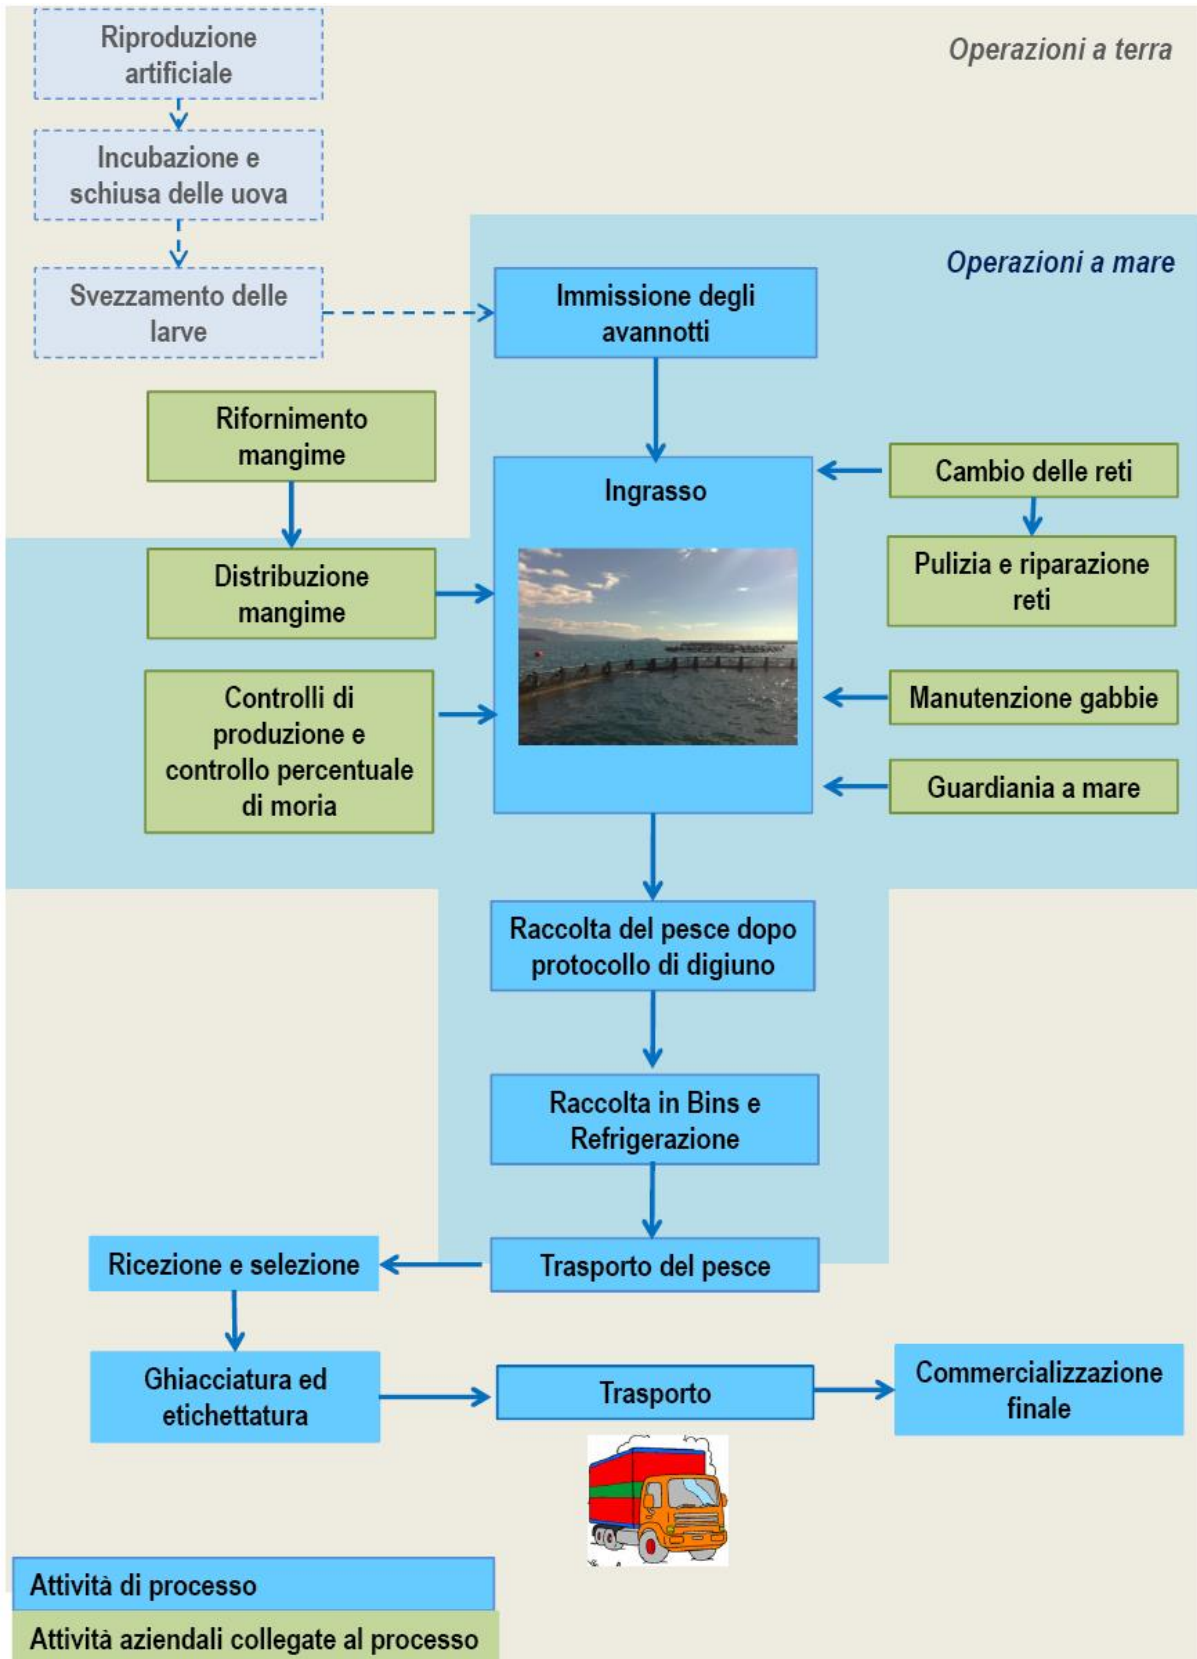 Riproduzione
artificiale
Operazioni a terra
Incubazione e
schiusa delle uova
Operazioni a mare
Svezzamento delle
larve
Immissione degli
avannotti
Rifornimento
mangime
Ingrasso
Cambio delle reti
Distribuzione
mangime
Pulizia e riparazione
reti
Controlli di
produzione e
controllo percentuale
di moria
Manutenzione gabbie
Guardiania a mare
Raccolta del pesce dopo
protocollo di digiuno
Raccolta in Bins e
Refrigerazione
Ricezione e selezione
Trasporto del pesce
Ghiacciatura ed
etichettatura
Trasporto
Commercializzazione
finale
Attività di processo
Attività aziendali collegate al processo